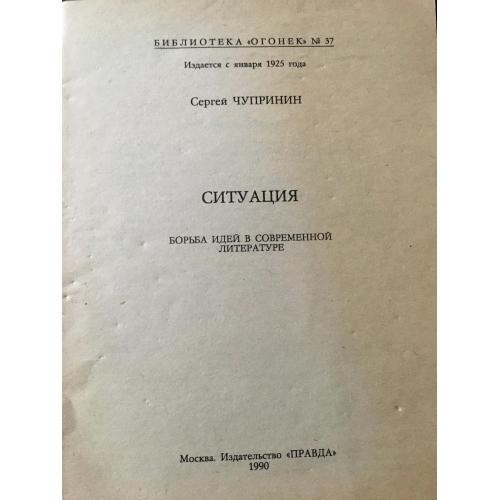 БИБЛИОТЕКА «ОГОНЕК» № 37
Издается с января 1925 года
Сергей ЧУПРИНИН
СИТУАЦИЯ
БОРЬБА ИДЕЙ В СОВРЕМЕННОЙ
ЛИТЕРАТУРЕ
Москва. Издательство «ПРАВДА»
1990